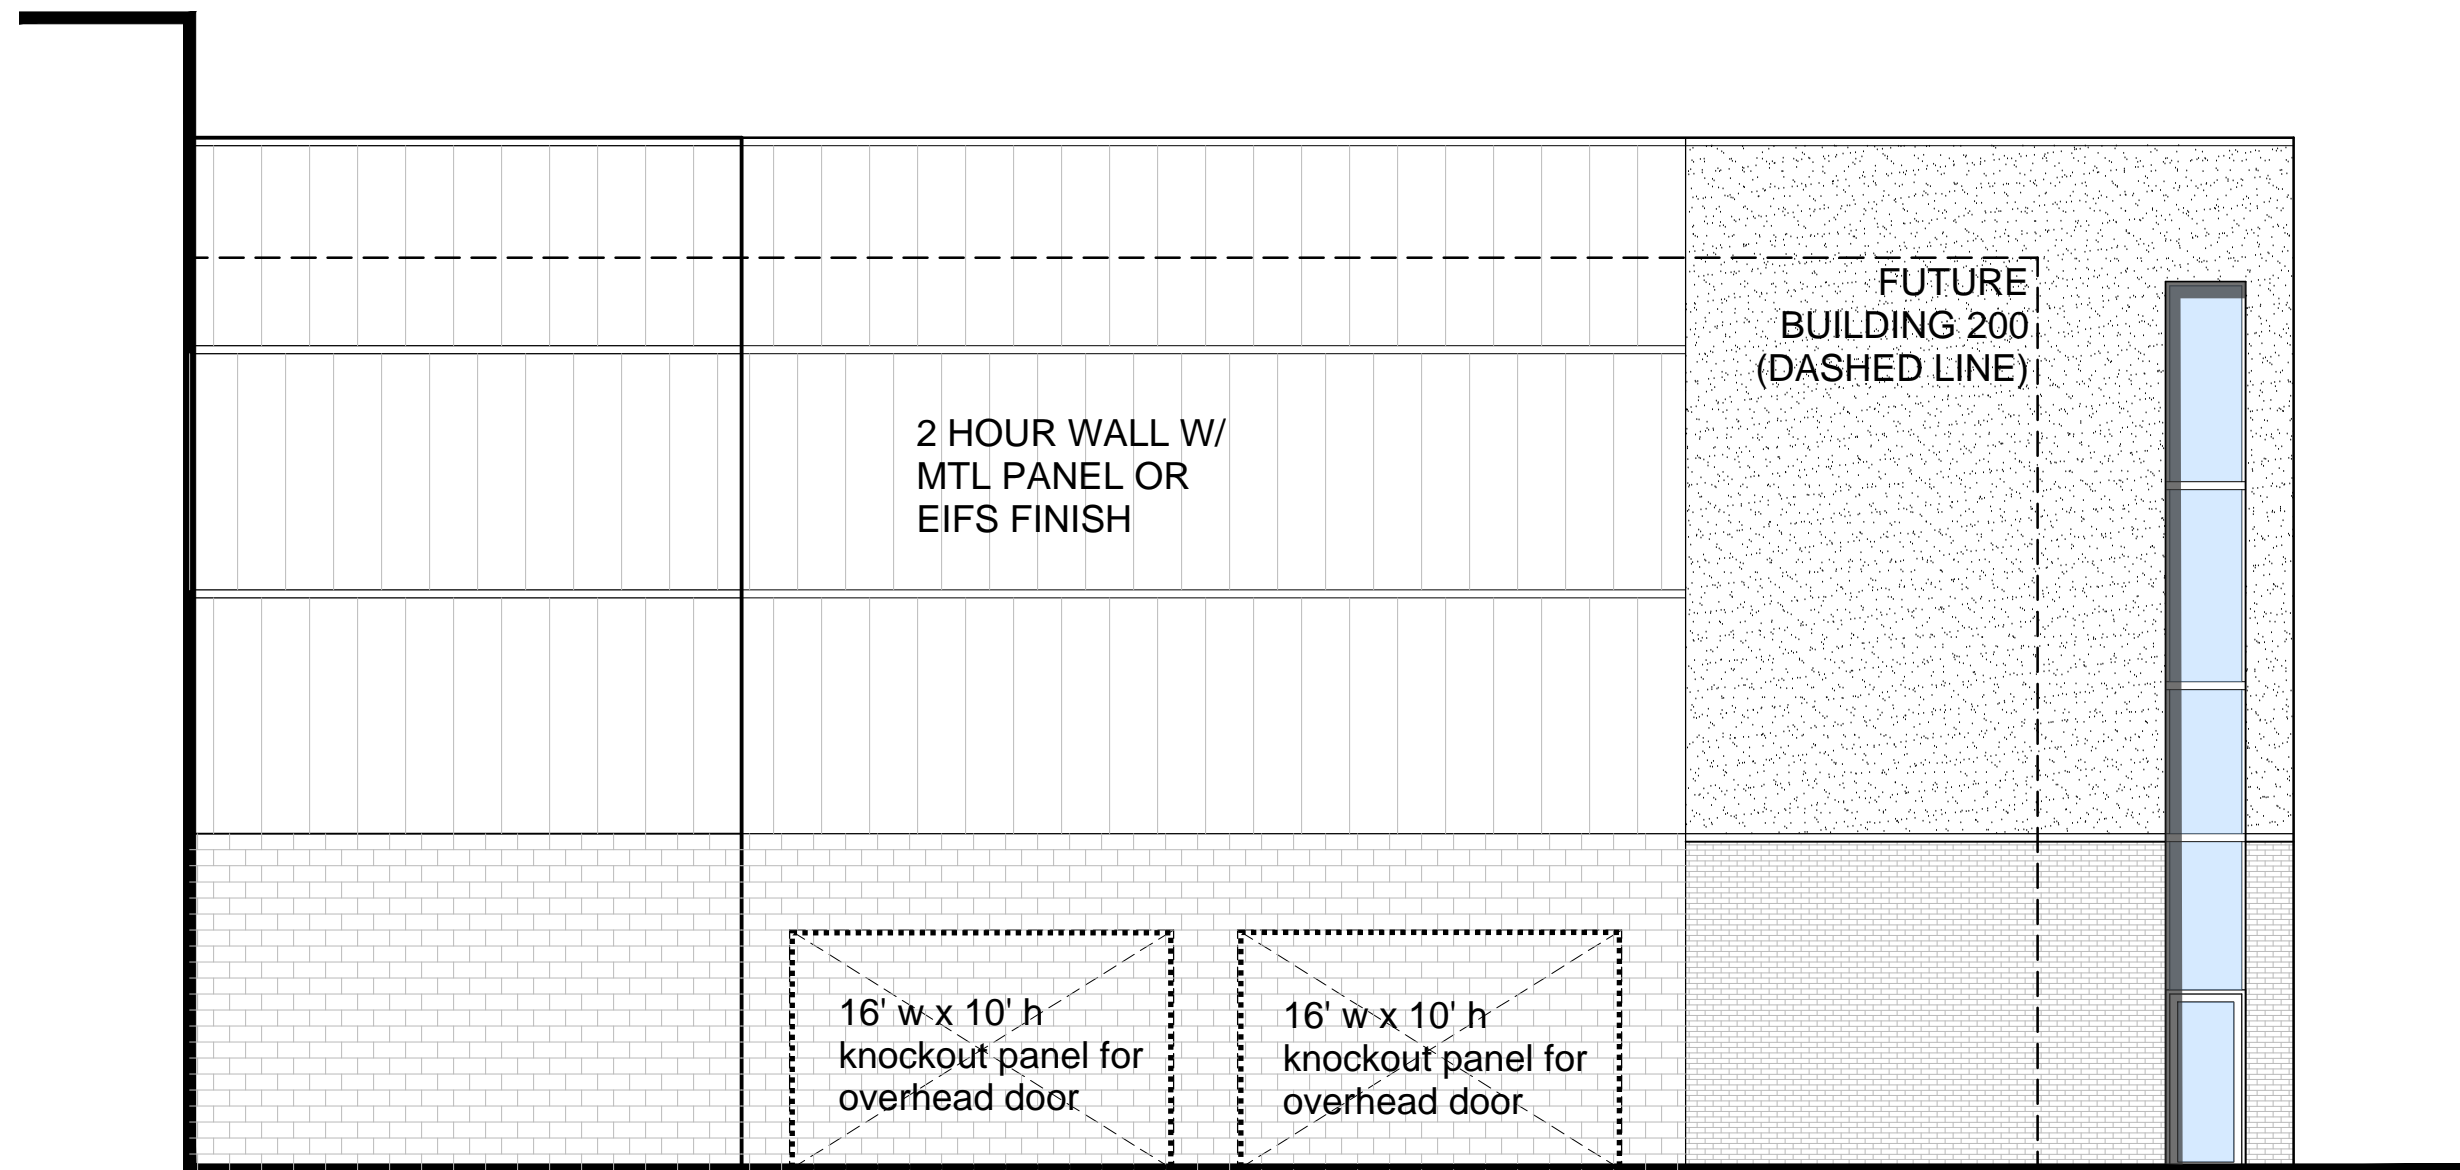 FUTURE
BUILDING 200
(DASHED LINE)
2 HOUR WALL W/
MTL PANEL OR
EIFS FINISH
16' w x 10' h
knockout panel for
overhead door
16' w x 10' h
knockout panel for
overhead door